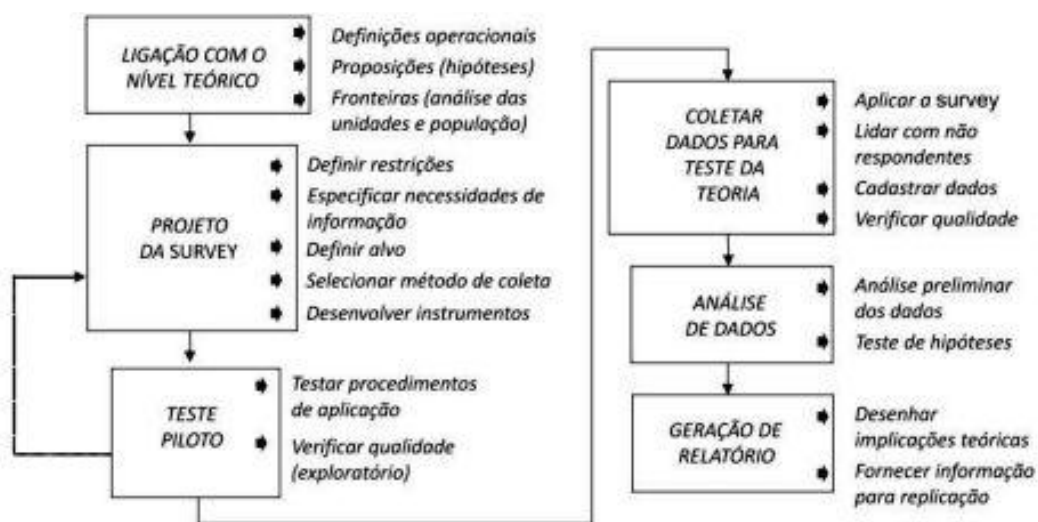 LIGAÇÃO COM O
NÍVEL TEÓRICO
Definições operacionais
Proposições (hipóteses)
Fronteiras (análise das
unidades e população)
PROJETO
DA SURVEY
Definir restrições
Especificar necessidades de
informação
Definir alvo
Selecionar método de coleta
Desenvolver instrumentos
TESTE
PILOTO
Testar procedimentos
de aplicação
Verificar qualidade
(exploratório)
COLETAR
DADOS PARA
TESTE DA
TEORIA
Aplicar a survey
Lidar com não
respondentes
Cadastrar dados
Verificar qualidade
ANÁLISE
DE DADOS
Análise preliminar
dos dados
Teste de hipóteses
GERAÇÃO DE
RELATÓRIO
Desenhar
implicações teóricas
Fornecer informação
para replicação